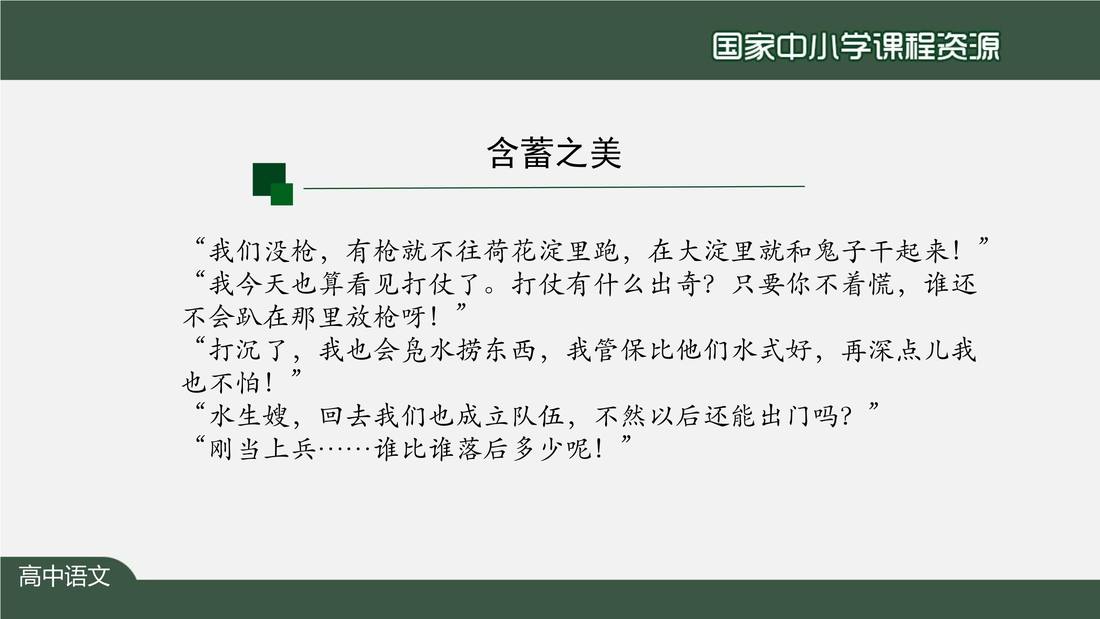 国家中小学课程资源
含蓄之美
“我们没枪，有枪就不往荷花淀里跑，在大淀里就和鬼子干起来！”
“我今天也算看见打仗了。打仗有什么出奇？只要你不着慌，谁还
不会趴在那里放枪呀！”
“打沉了，我也会凫水捞东西，我管保比他们水式好，再深点儿我
也不怕！”
“水生嫂，回去我们也成立队伍，不然以后还能出门吗？”
“刚当上兵……谁比谁落后多少呢！”
高中语文